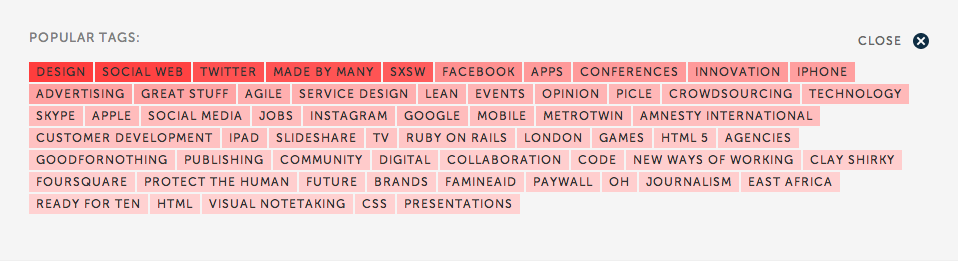 POPULAR TAGS:
CLOSE
DESIGN SOCIAL WEB TWITTER MADE BY MANY SXSW FACEBOOK APPS CONFERENCES INNOVATION IPHONE
ADVERTISING GREAT STUFF AGILE SERVICE DESIGN LEAN EVENTS OPINION PICLE CROWDSOURCING TECHNOLOGY
SKYPE APPLE SOCIAL MEDIA JOBS INSTAGRAM GOOGLE MOBILE METROTWIN AMNESTY INTERNATIONAL
CUSTOMER DEVELOPMENT IPAD SLIDESHARE TV RUBY ON RAILS LONDON GAMES HTML 5 AGENCIES
GOODFORNOTHING PUBLISHING COMMUNITY DIGITAL COLLABORATION CODE NEW WAYS OF WORKING CLAY SHIRKY
FOURSQUARE PROTECT THE HUMAN FUTURE BRANDS FAMINEAID PAYWALL OH JOURNALISM EAST AFRICA
READY FOR TEN HTML VISUAL NOTETAKING CSS PRESENTATIONS